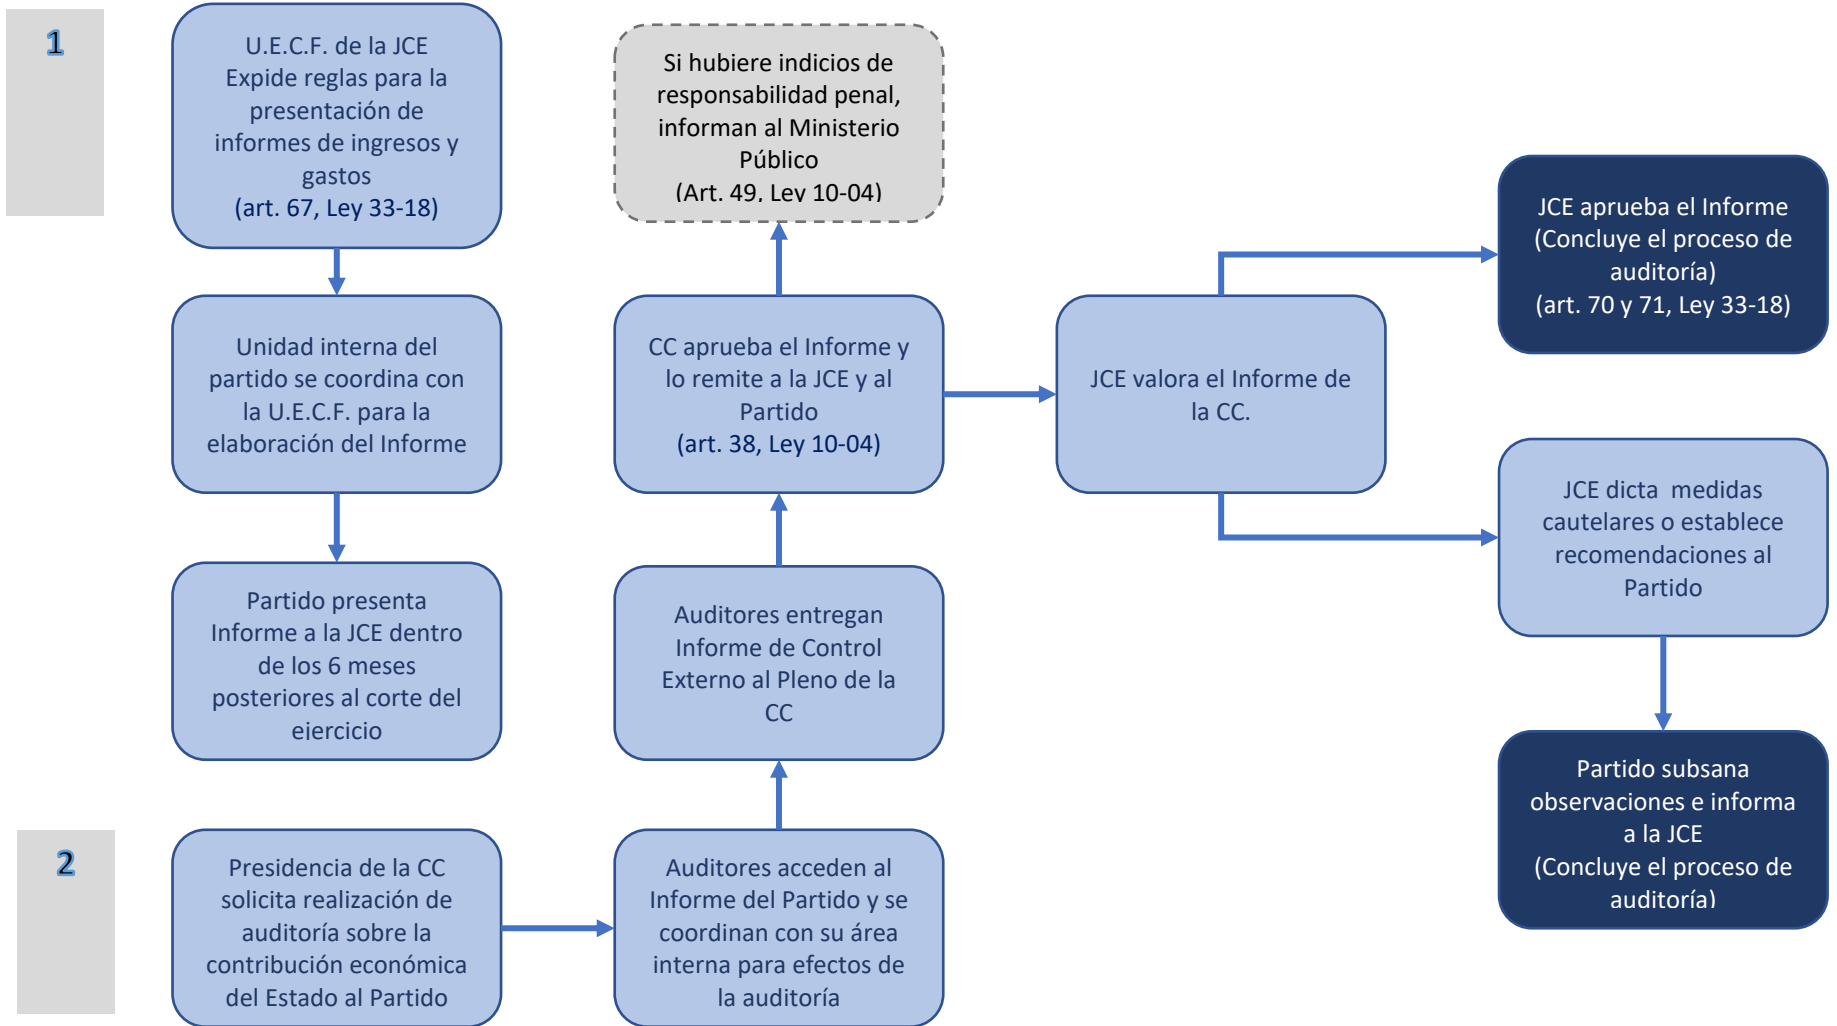 1
U.E.C.F. de la JCE
Expide reglas para la
presentación de
informes de ingresos y
gastos
(art. 67, Ley 33-18)
Unidad interna del
partido se coordina con
la U.E.C.F. para la
elaboración del Informe
Partido presenta
Informe a la JCE dentro
de los 6 meses
posteriores al corte del
ejercicio
2
Presidencia de la CC
solicita realización de
auditoría sobre la
contribución económica
del Estado al Partido
Auditores acceden al
Informe del Partido y se
coordinan con su área
interna para efectos de
la auditoría
Auditores entregan
Informe de Control
Externo al Pleno de la
CC
CC aprueba el Informe y
lo remite a la JCE y al
Partido
(art. 38, Ley 10-04)
Si hubiere indicios de
responsabilidad penal,
informan al Ministerio
Público
(Art. 49, Ley 10-04)
JCE valora el Informe de
la CC.
JCE aprueba el Informe
(Concluye el proceso de
auditoría)
(art. 70 y 71, Ley 33-18)
JCE dicta  medidas
cautelares o establece
recomendaciones al
Partido
Partido subsana
observaciones e informa
a la JCE
(Concluye el proceso de
auditoría)